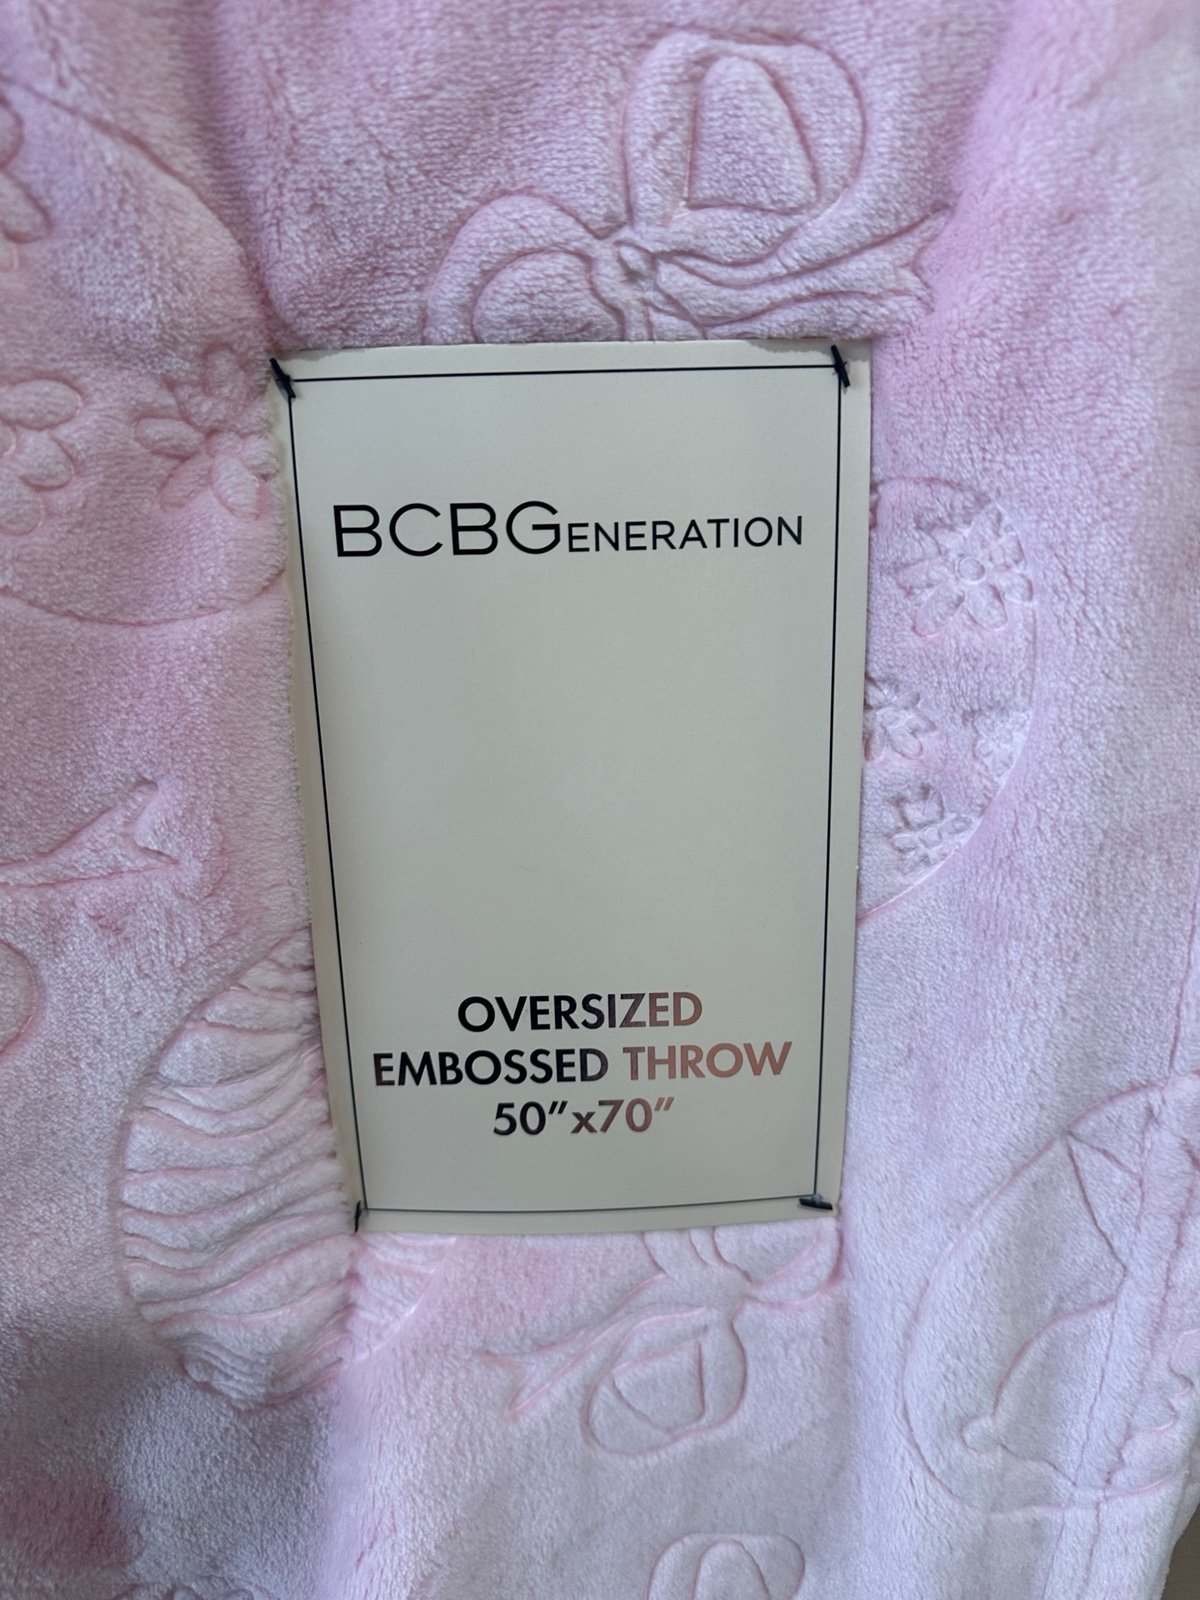 BCBGENERATION
OVERSIZED
EMBOSSED THROW
50”x70”